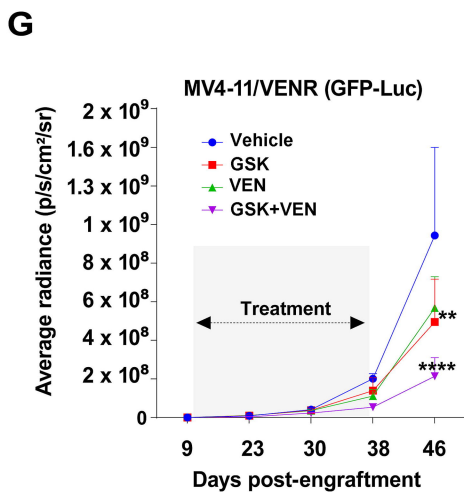 G
MV4-11/VENR (GFP-Luc)
Average radiance (p/s/cm²/sr)
2 x 10⁹
1.6 x 10⁹
1.3 x 10⁹
1 x 10⁹
8 x 10⁸
6 x 10⁸
4 x 10⁸
2 x 10⁸
0
Vehicle
GSK
VEN
GSK+VEN
Treatment
**
****
9 23 30 38 46
Days post-engraftment